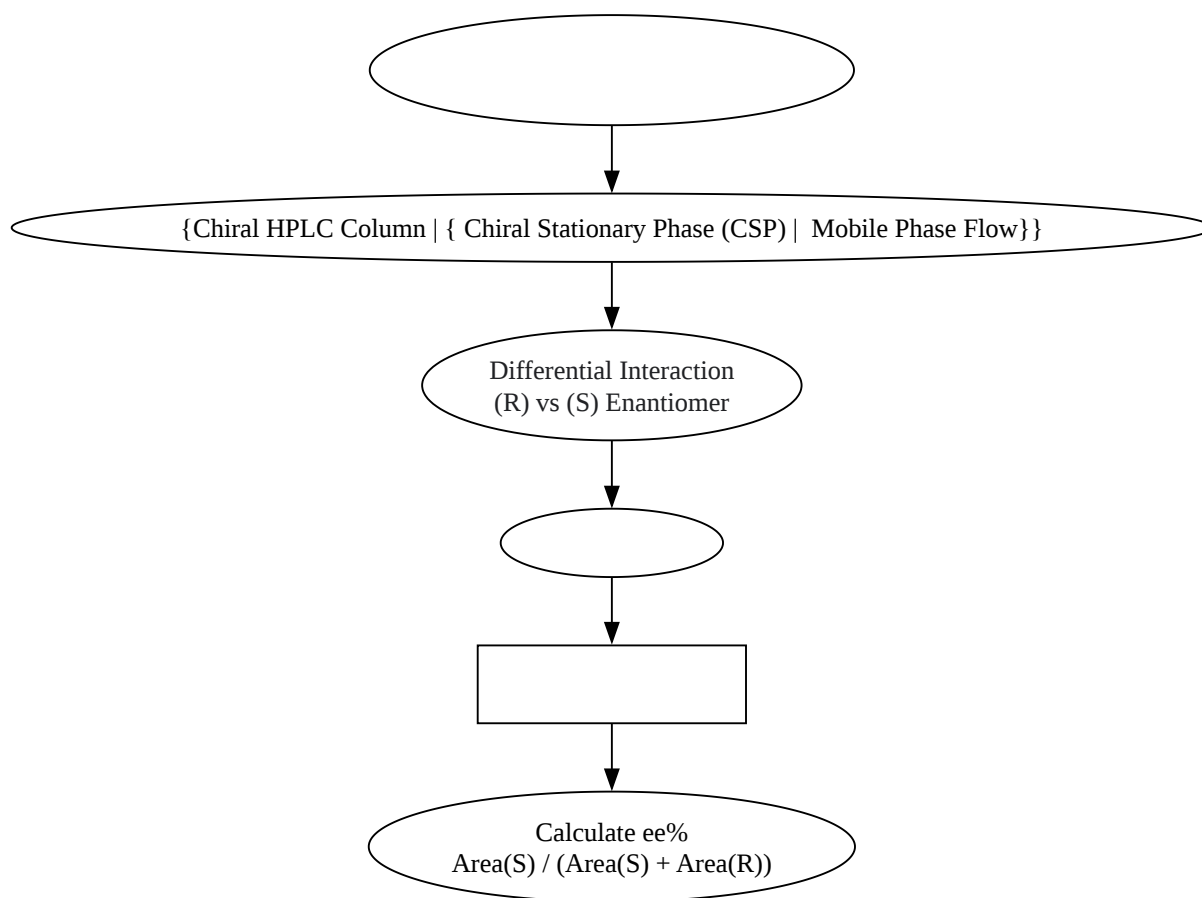 {Chiral HPLC Column | { Chiral Stationary Phase (CSP) |  Mobile Phase Flow}}
Differential Interaction
(R) vs (S) Enantiomer
Calculate ee%
Area(S) / (Area(S) + Area(R))